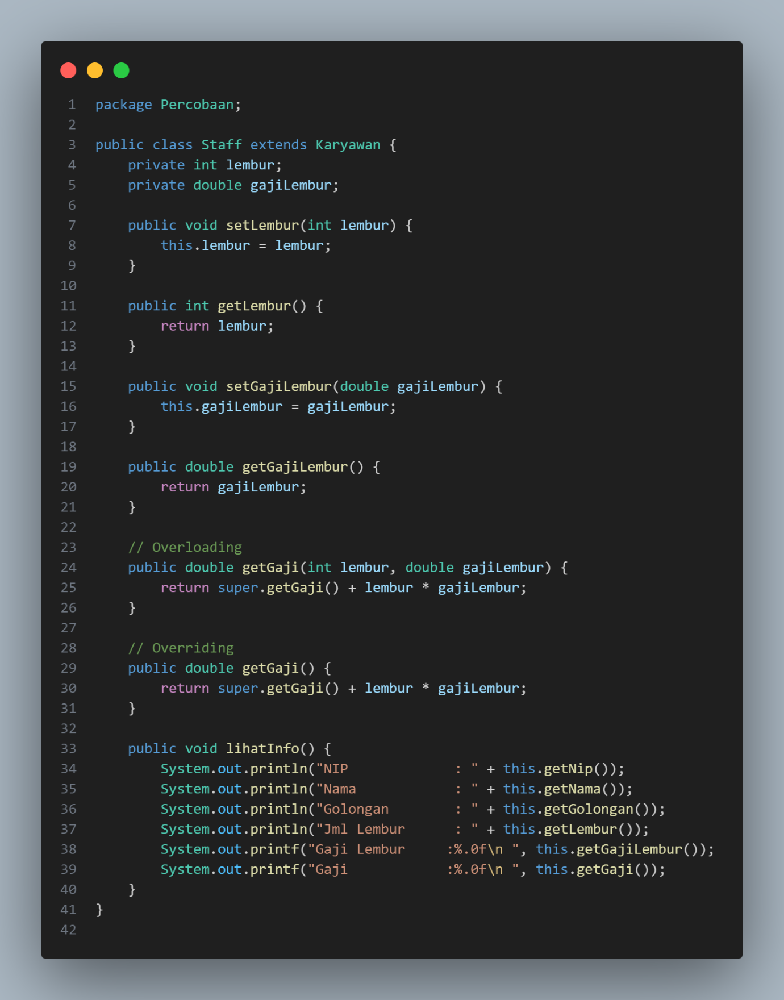 1 package Percobaan;
2
3 public class Staff extends Karyawan {
4     private int lembur;
5     private double gajiLembur;
6
7     public void setLembur(int lembur) {
8         this.lembur = lembur;
9     }
10
11     public int getLembur() {
12         return lembur;
13     }
14
15     public void setGajiLembur(double gajiLembur) {
16         this.gajiLembur = gajiLembur;
17     }
18
19     public double getGajiLembur() {
20         return gajiLembur;
21     }
22
23     // Overloading
24     public double getGaji(int lembur, double gajiLembur) {
25         return super.getGaji() + lembur * gajiLembur;
26     }
27
28     // Overriding
29     public double getGaji() {
30         return super.getGaji() + lembur * gajiLembur;
31     }
32
33     public void lihatInfo() {
34         System.out.println("NIP             : " + this.getNip());
35         System.out.println("Nama            : " + this.getNama());
36         System.out.println("Golongan        : " + this.getGolongan());
37         System.out.println("Jml Lembur      : " + this.getLembur());
38         System.out.printf("Gaji Lembur     :%.0f\n ", this.getGajiLembur());
39         System.out.printf("Gaji            :%.0f\n ", this.getGaji());
40     }
41 }
42